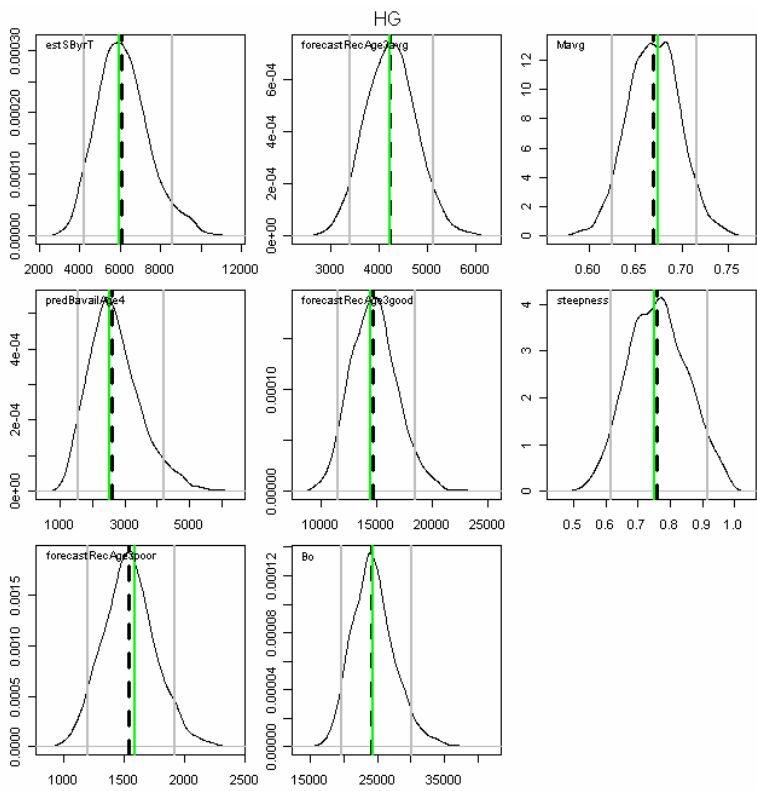 HG
estSByrT
forecastRecAge3avg
Mavg
0.00000 0.00010 0.00020 0.00030
0e+00 2e-04 4e-04 6e-04
0 2 4 6 8 10 12
2000 4000 6000 8000 12000
3000 4000 5000 6000
0.60 0.65 0.70 0.75
predBavailAge4
forecastRecAge3good
steepness
0e+00 2e-04 4e-04
0.00000 0.00010
0 1 2 3 4
1000 3000 5000
10000 15000 20000 25000
0.5 0.6 0.7 0.8 0.9 1.0
forecastRecAge3poor
Bo
0.0000 0.0005 0.0010 0.0015
0.00000 0.00004 0.00008 0.00012
1000 1500 2000 2500
15000 25000 35000